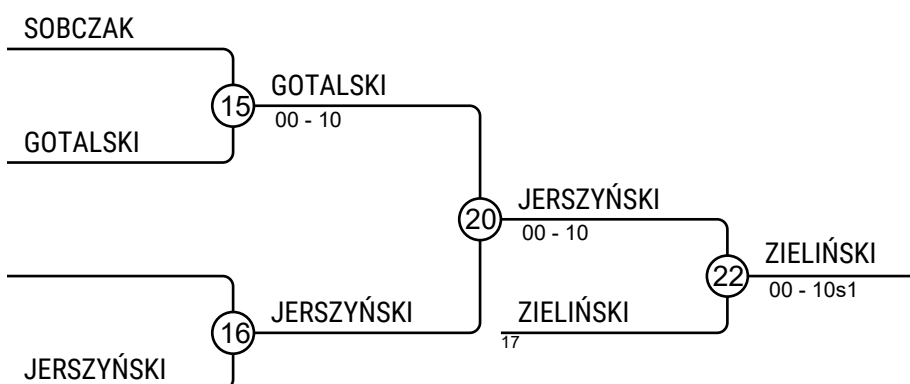 SOBCZAK
15
GOTALSKI
00 - 10
GOTALSKI
20
JERSZYŃSKI
00 - 10
22
ZIELIŃSKI
00 - 10s1
16
JERSZYŃSKI
ZIELIŃSKI
17
JERSZYŃSKI